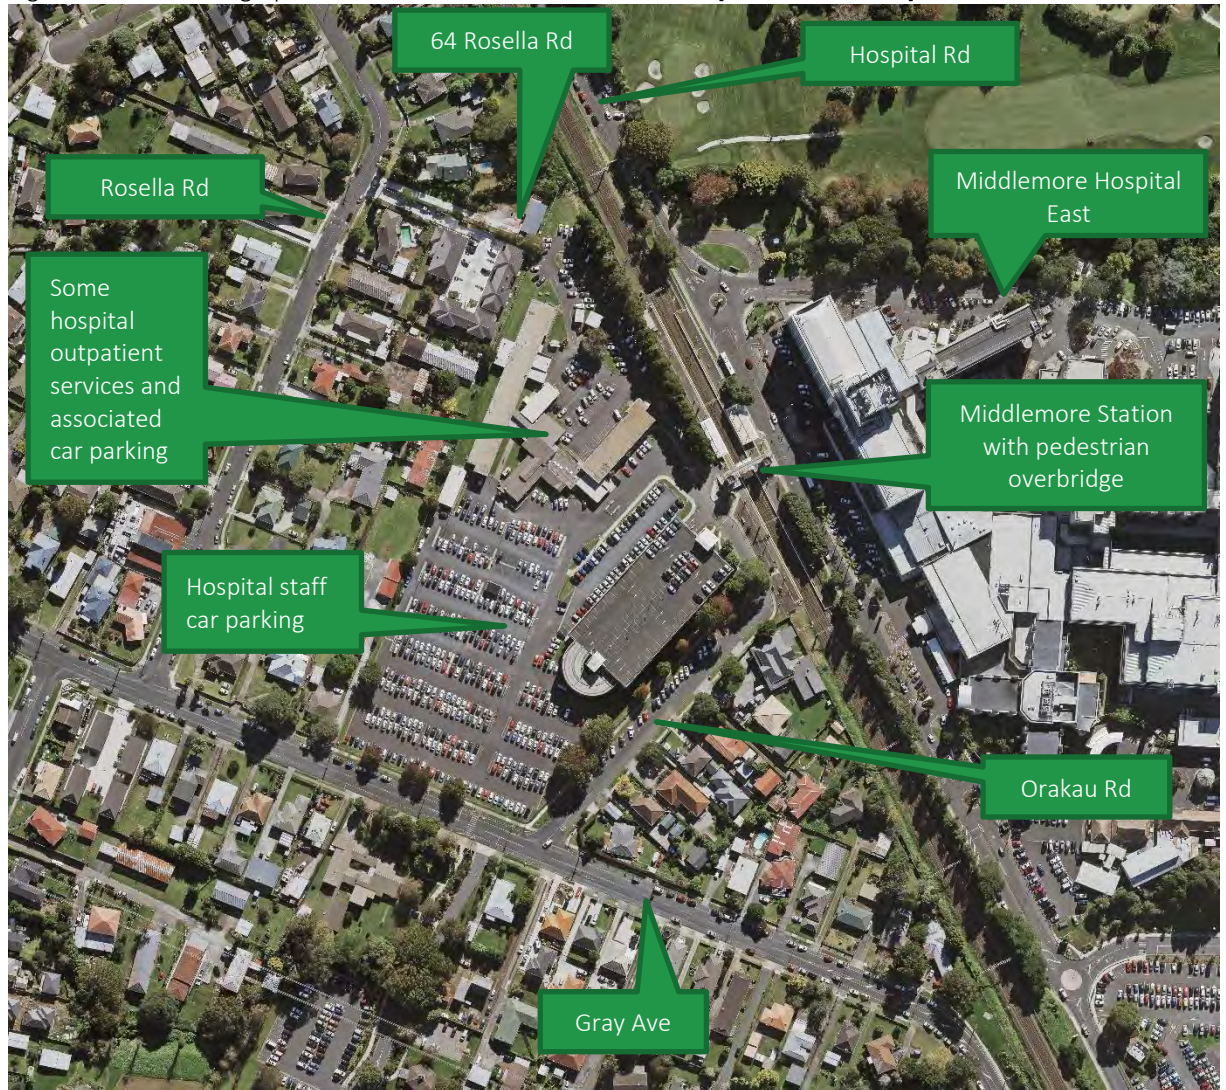 64 Rosella Rd
Hospital Rd
Rosella Rd
Middlemore Hospital
East
Some
hospital
outpatient
services and
associated
car parking
Middlemore Station
with pedestrian
overbridge
Hospital staff
car parking
Orakau Rd
Gray Ave